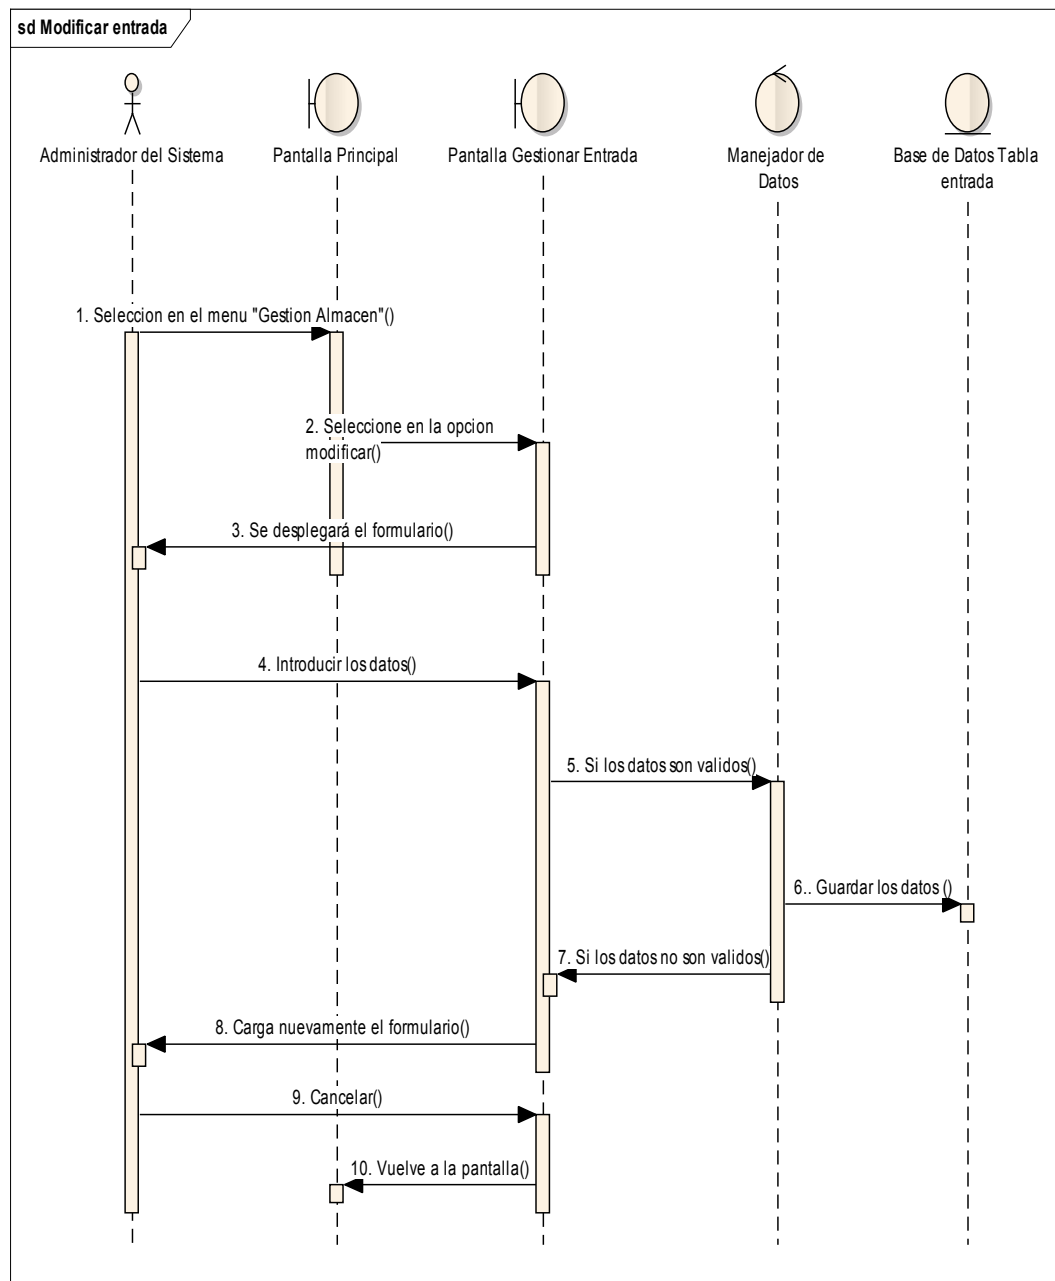 sd Modificar entrada
Administrador del Sistema
Pantalla Principal
Pantalla Gestionar Entrada
Manejador de
Datos
Base de Datos Tabla
entrada
1. Seleccion en el menu "Gestion Almacen"()
2. Seleccione en la opcion
modificar()
3. Se desplegará el formulario()
4. Introducir los datos()
5. Si los datos son validos()
6.. Guardar los datos ()
7. Si los datos no son validos()
8. Carga nuevamente el formulario()
9. Cancelar()
10. Vuelve a la pantalla()